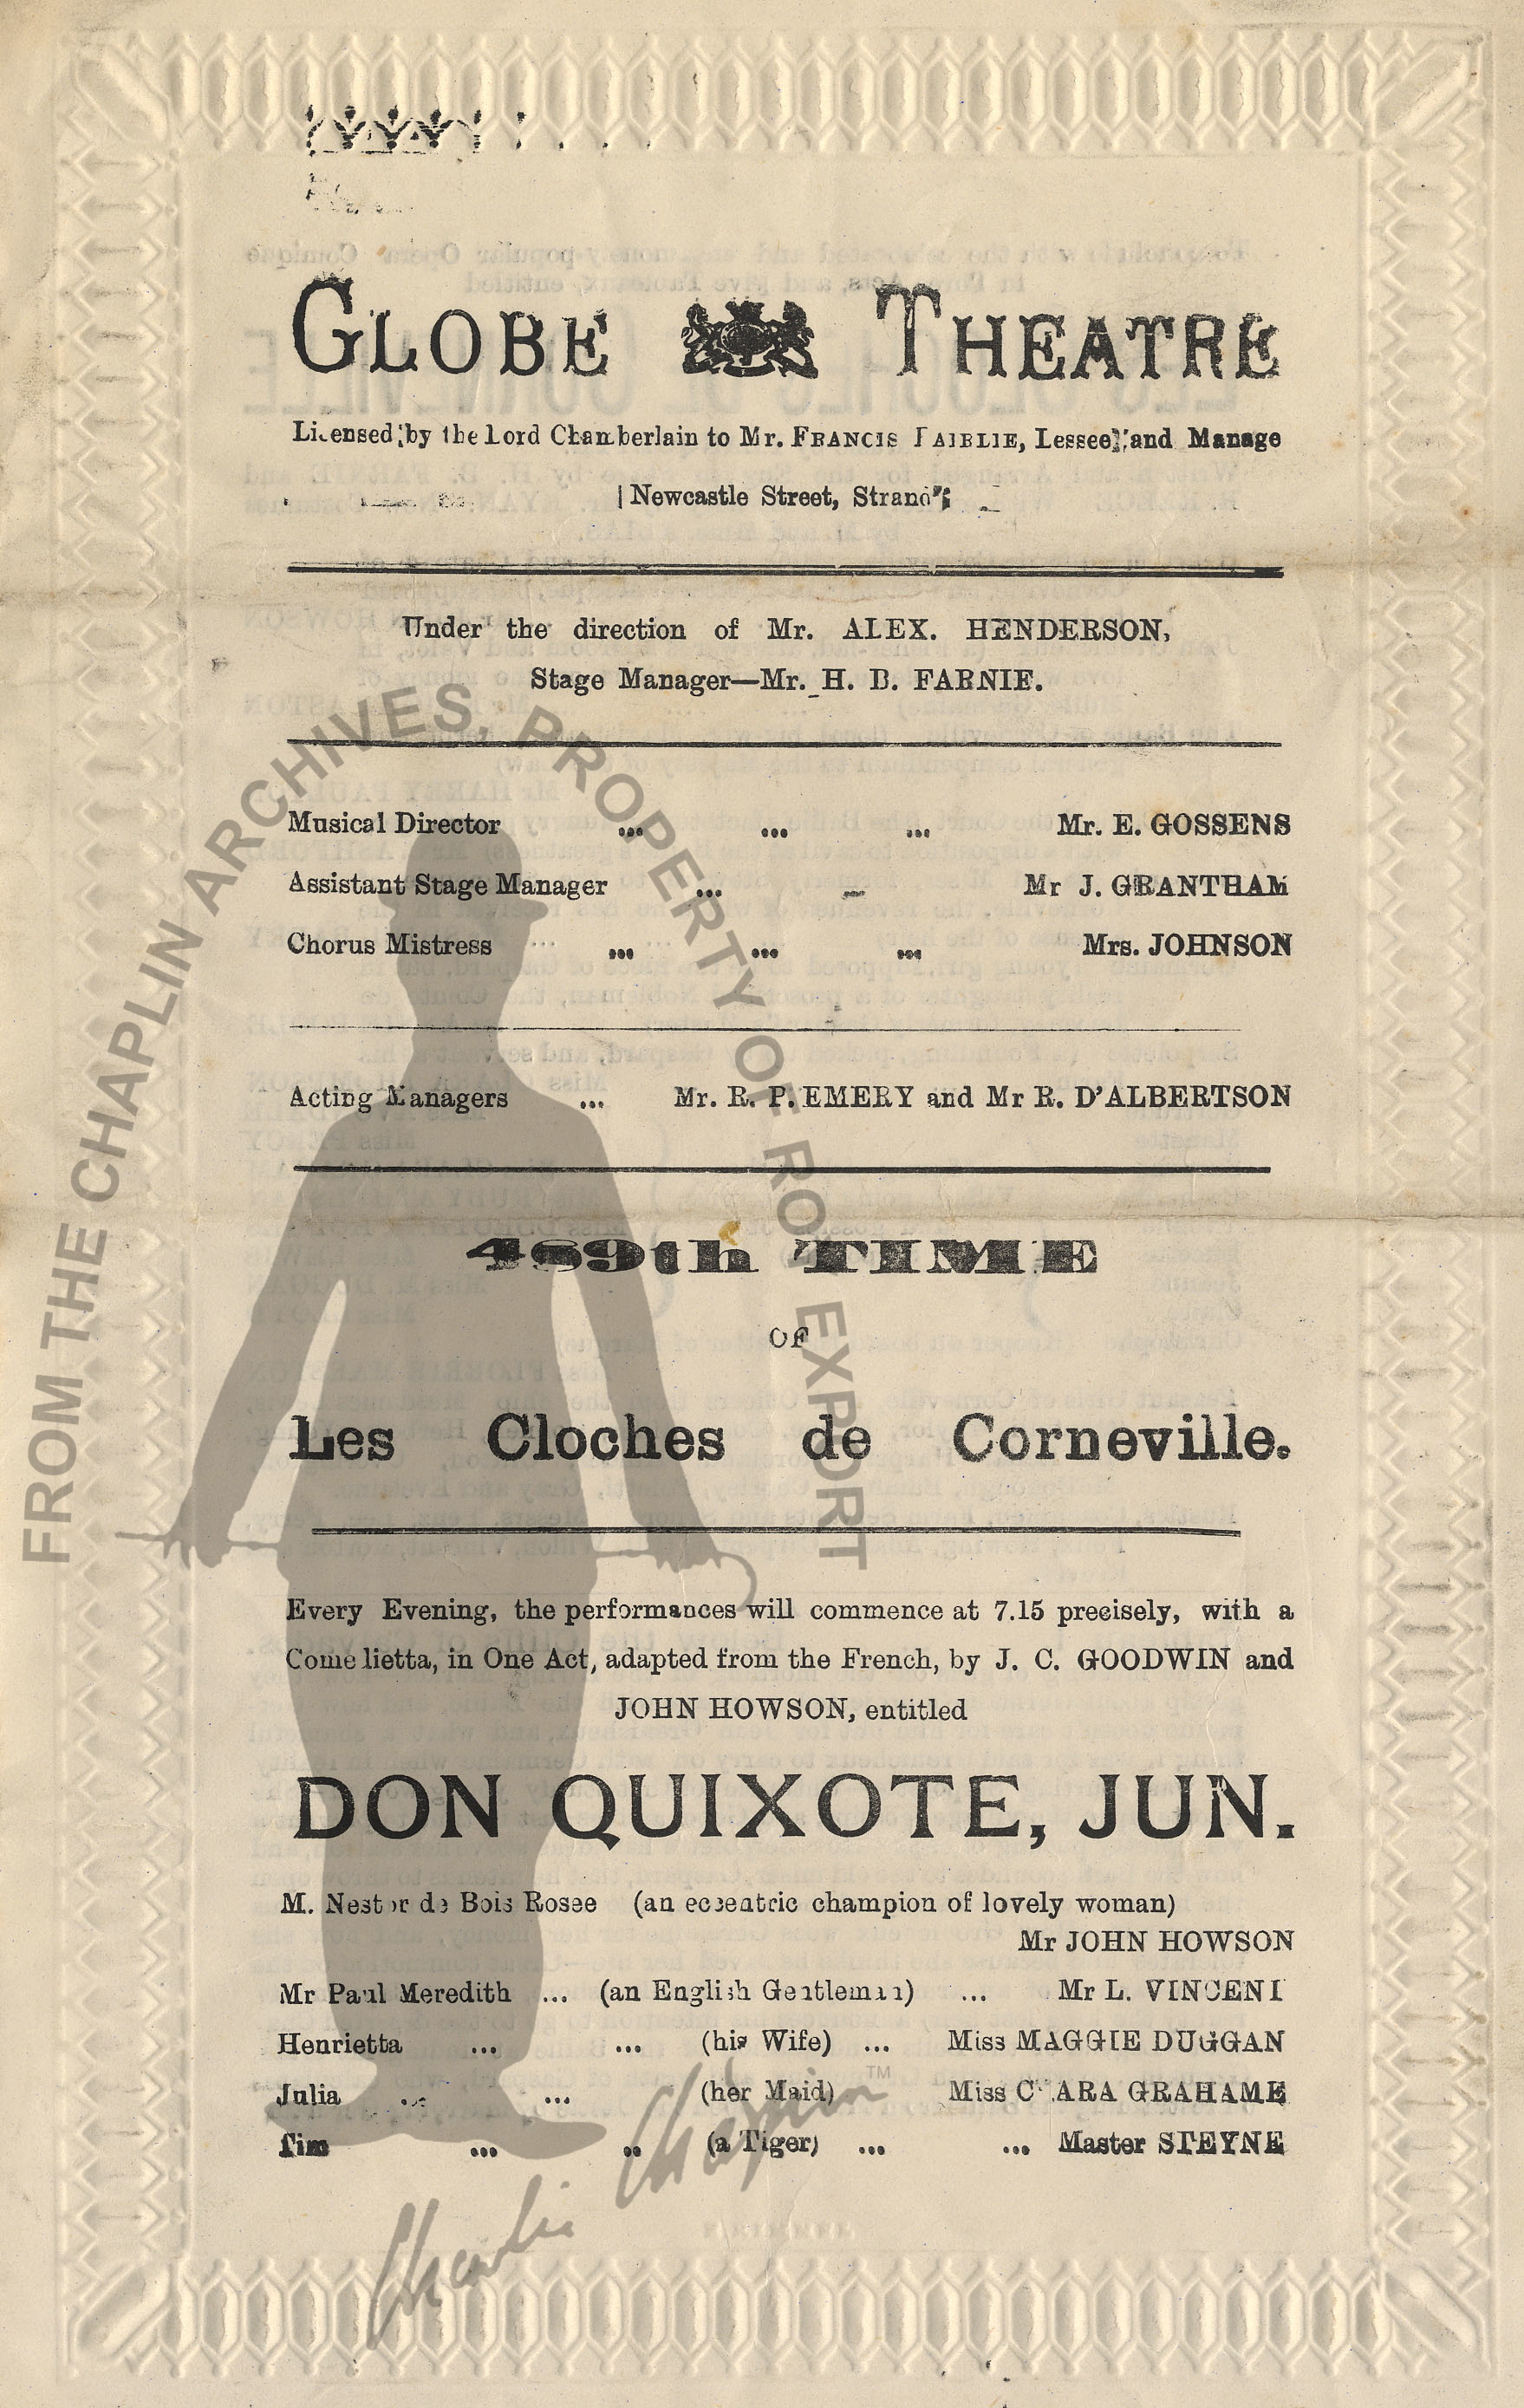 GLOBE THEATRE
Licensed by the Lord Chamberlain to Mr. FRANCIS FAIRLIE, Lessee and Manage
Newcastle Street, Strand
Under the direction of Mr. ALEX. HENDERSON,
Stage Manager—Mr. H. B. FARNIE.
Musical Director ... ... ... Mr. E. GOSSENS
Assistant Stage Manager ... Mr J. GRANTHAM
Chorus Mistress ... ... ... Mrs. JOHNSON
Acting Managers ... Mr. R. P. EMERY and Mr R. D'ALBERTSON
489th TIME
OF
Les Cloches de Corneville.
Every Evening, the performances will commence at 7.15 precisely, with a
Comedietta, in One Act, adapted from the French, by J. C. GOODWIN and
JOHN HOWSON, entitled
DON QUIXOTE, JUN.
M. Nestor de Bois Rosee (an eccentric champion of lovely woman)
Mr JOHN HOWSON
Mr Paul Meredith ... (an English Gentleman) ... Mr L. VINCENI
Henrietta ... ... (his Wife) ... Miss MAGGIE DUGGAN
Julia ... ... (her Maid) Miss CLARA GRAHAME
Tim ... .. (a Tiger) ... ... Master STEYNE
FROM THE CHAPLIN ARCHIVES, PROPERTY OF ROY EXPORT
Charlie Chaplin™